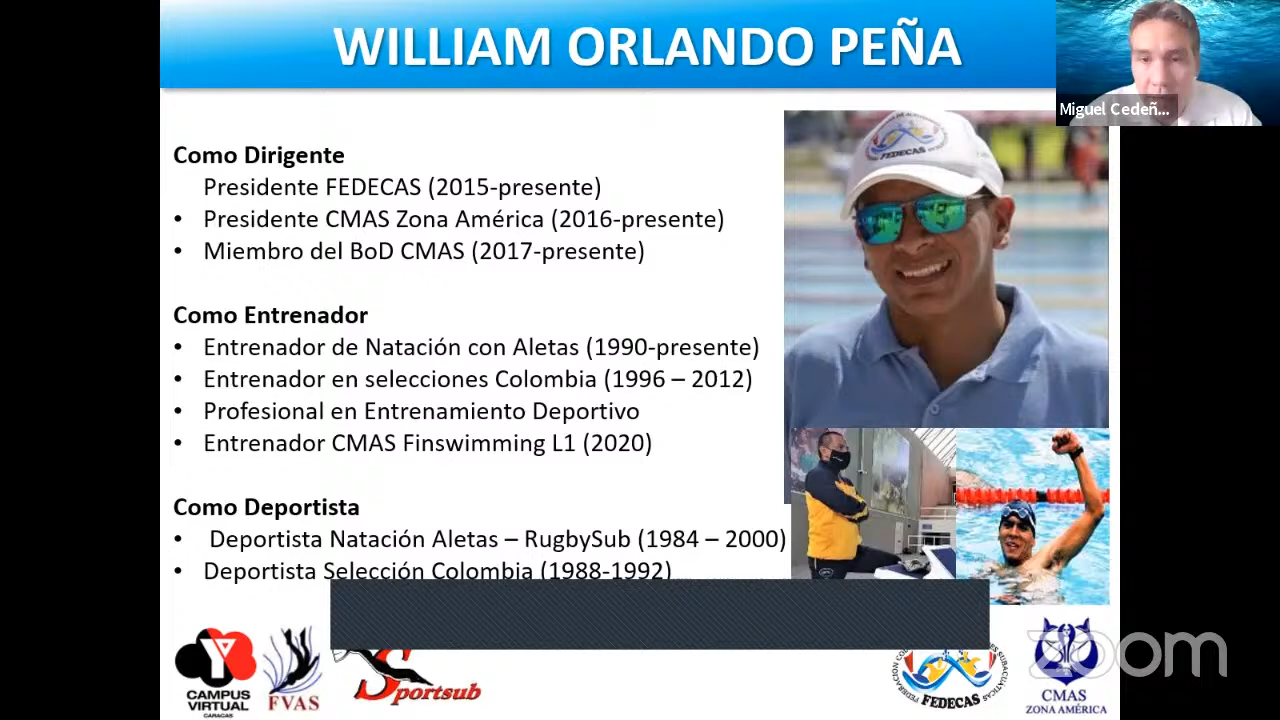 WILLIAM ORLANDO PEÑA
Miguel Cedeñ...
Como Dirigente
Presidente FEDECAS (2015-presente)
• Presidente CMAS Zona América (2016-presente)
• Miembro del BoD CMAS (2017-presente)
Como Entrenador
• Entrenador de Natación con Aletas (1990-presente)
• Entrenador en selecciones Colombia (1996 – 2012)
• Profesional en Entrenamiento Deportivo
• Entrenador CMAS Finswimming L1 (2020)
Como Deportista
• Deportista Natación Aletas – RugbySub (1984 – 2000)
• Deportista Selección Colombia (1988-1992)
FEDECAS
CAMPUS
VIRTUAL
CARACAS
FVAS
Sportsub
FEDECAS
CMAS
ZONA AMÉRICA
zoom